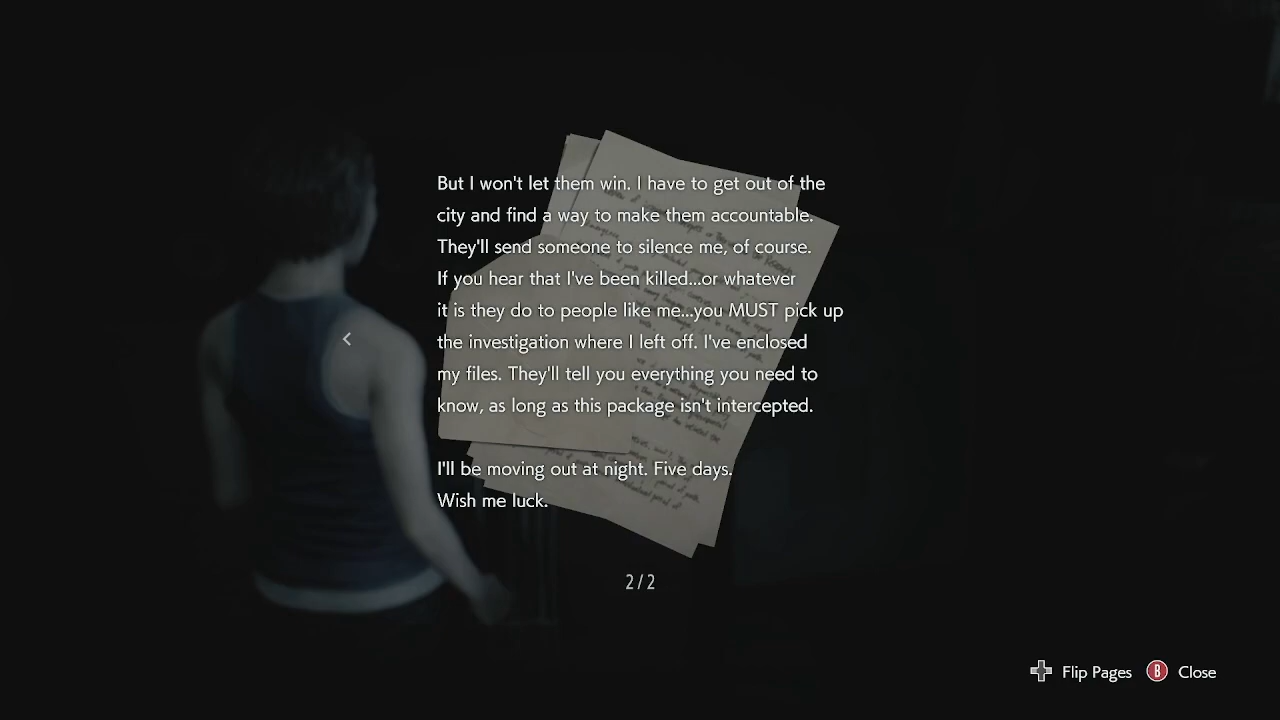 But I won't let them win. I have to get out of the
city and find a way to make them accountable.
They'll send someone to silence me, of course.
If you hear that I've been killed...or whatever
it is they do to people like me...you MUST pick up
the investigation where I left off. I've enclosed
my files. They'll tell you everything you need to
know, as long as this package isn't intercepted.
I'll be moving out at night. Five days.
Wish me luck.
2/2
Flip Pages B Close